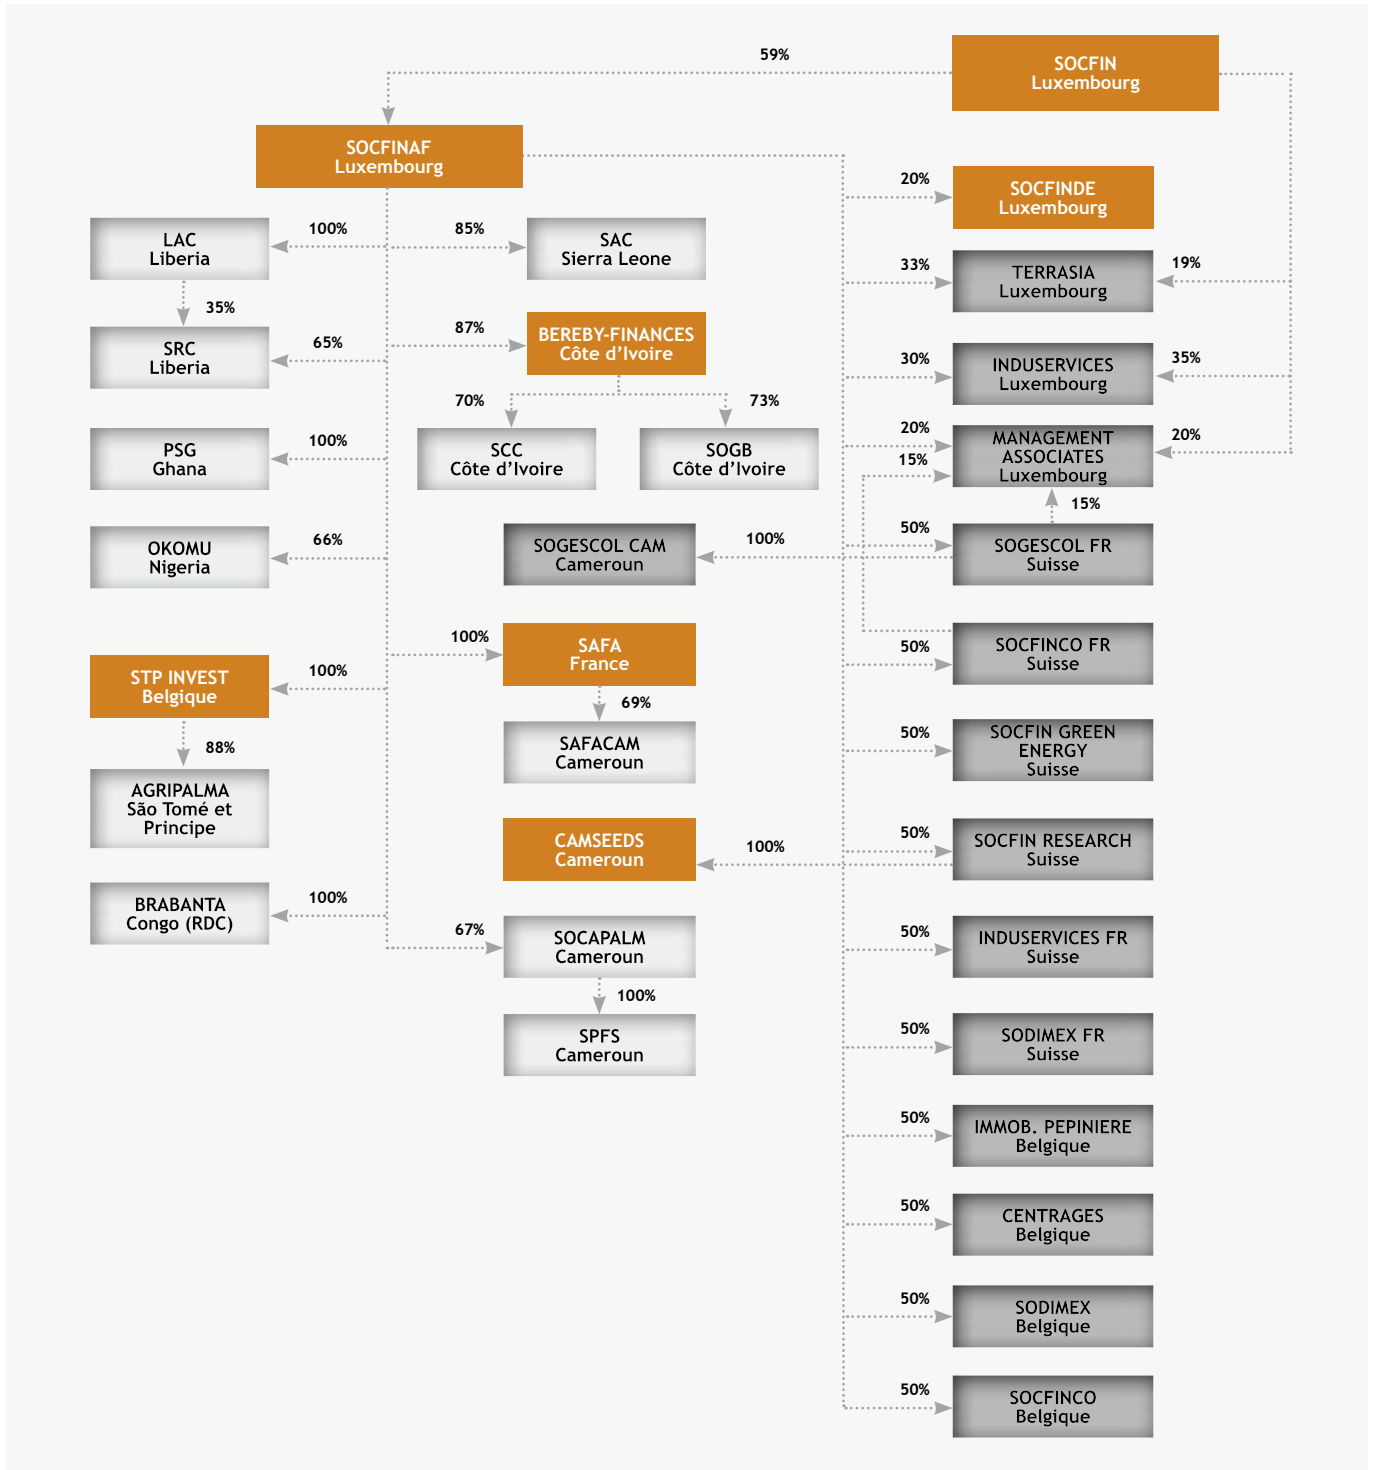 59%
SOCFIN
Luxembourg
SOCFINAF
Luxembourg
20%
SOCFINDE
Luxembourg
LAC
Liberia
100%
85%
SAC
Sierra Leone
33%
TERRASIA
Luxembourg
19%
35%
SRC
Liberia
65%
87%
BEREBY-FINANCES
Côte d’Ivoire
30%
INDUSERVICES
Luxembourg
35%
70%
73%
SCC
Côte d’Ivoire
SOGB
Côte d’Ivoire
PSG
Ghana
100%
20%
15%
MANAGEMENT
ASSOCIATES
Luxembourg
20%
15%
OKOMU
Nigeria
66%
SOGESCOL CAM
Cameroun
100%
50%
SOGESCOL FR
Suisse
100%
SAFA
France
50%
SOCFINCO FR
Suisse
STP INVEST
Belgique
100%
69%
SAFACAM
Cameroun
50%
SOCFIN GREEN
ENERGY
Suisse
88%
AGRIPALMA
São Tomé et
Principe
CAMSEEDS
Cameroun
100%
50%
SOCFIN RESEARCH
Suisse
BRABANTA
Congo (RDC)
100%
67%
SOCAPALM
Cameroun
50%
INDUSERVICES FR
Suisse
100%
SPFS
Cameroun
50%
SODIMEX FR
Suisse
50%
IMMOB. PEPINIERE
Belgique
50%
CENTRAGES
Belgique
50%
SODIMEX
Belgique
50%
SOCFINCO
Belgique